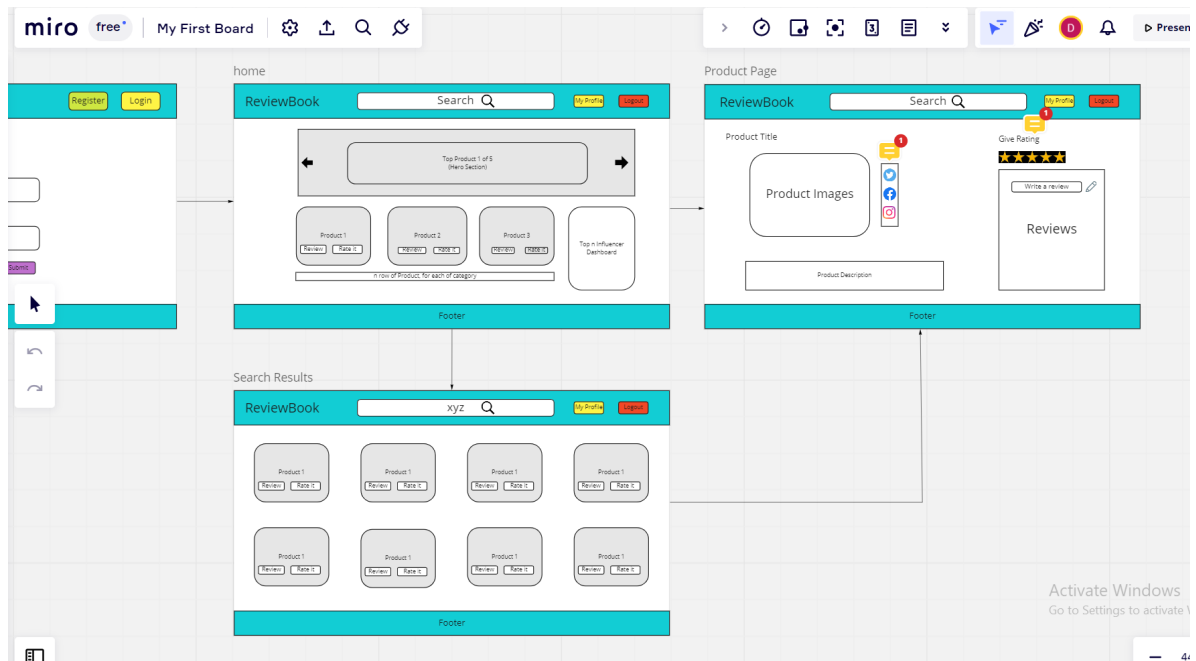 miro free My First Board
3
D
Presen
home
Product Page
Register Login
ReviewBook Search My Profile Logout
ReviewBook Search My Profile Logout
Top Product 1 of 5
(Hero Section)
Product 1
Review Rate it
Product 2
Review Rate it
Product 3
Review Rate it
Top n Influencer
Dashboard
n row of Product, for each of category
Submit
Footer
Product Title
1
1
Give Rating
Product Images
Write a review
Reviews
Product Description
Footer
Search Results
ReviewBook xyz My Profile Logout
Product 1
Review Rate it
Product 1
Review Rate it
Product 1
Review Rate it
Product 1
Review Rate it
Product 1
Review Rate it
Product 1
Review Rate it
Product 1
Review Rate it
Product 1
Review Rate it
Footer
Activate Windows
Go to Settings to activate W
44